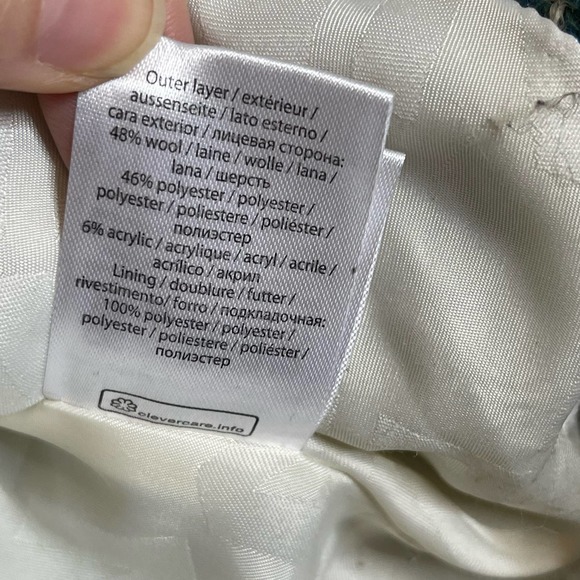 Outer layer / extérieur /
aussenseite / lato esterno /
cara exterior / лицевая сторона:
48% wool / laine / wolle / lana /
lana / шерсть
46% polyester / polyester /
polyester / poliestere / poliéster /
полиэстер
6% acrylic / acrylique / acryl / acrile /
acrílico / акрил
Lining / doublure / futter /
rivestimento / forro / подкладочная:
100% polyester / polyester /
polyester / poliestere / poliéster /
полиэстер
clevercare.info